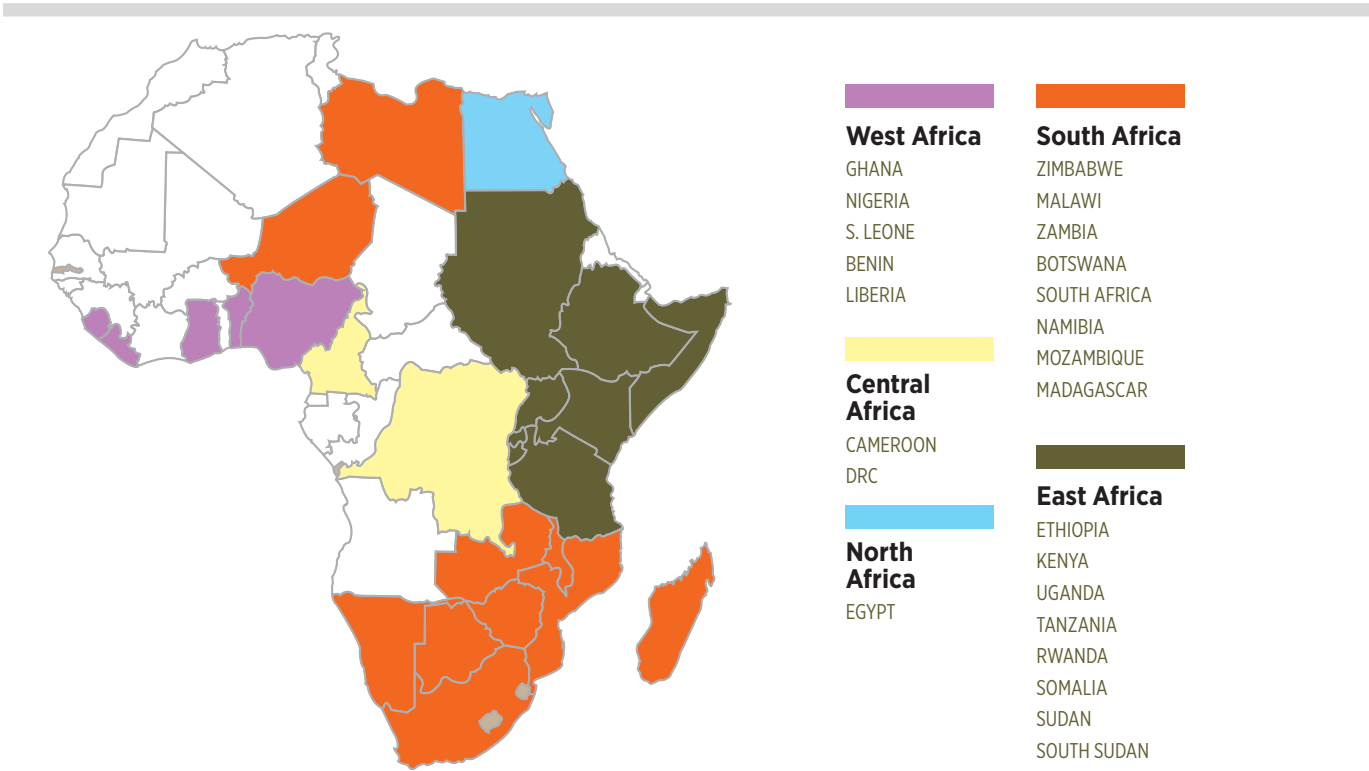 West Africa
GHANA
NIGERIA
S. LEONE
BENIN
LIBERIA
Central
Africa
CAMEROON
DRC
North
Africa
EGYPT
South Africa
ZIMBABWE
MALAWI
ZAMBIA
BOTSWANA
SOUTH AFRICA
NAMIBIA
MOZAMBIQUE
MADAGASCAR
East Africa
ETHIOPIA
KENYA
UGANDA
TANZANIA
RWANDA
SOMALIA
SUDAN
SOUTH SUDAN